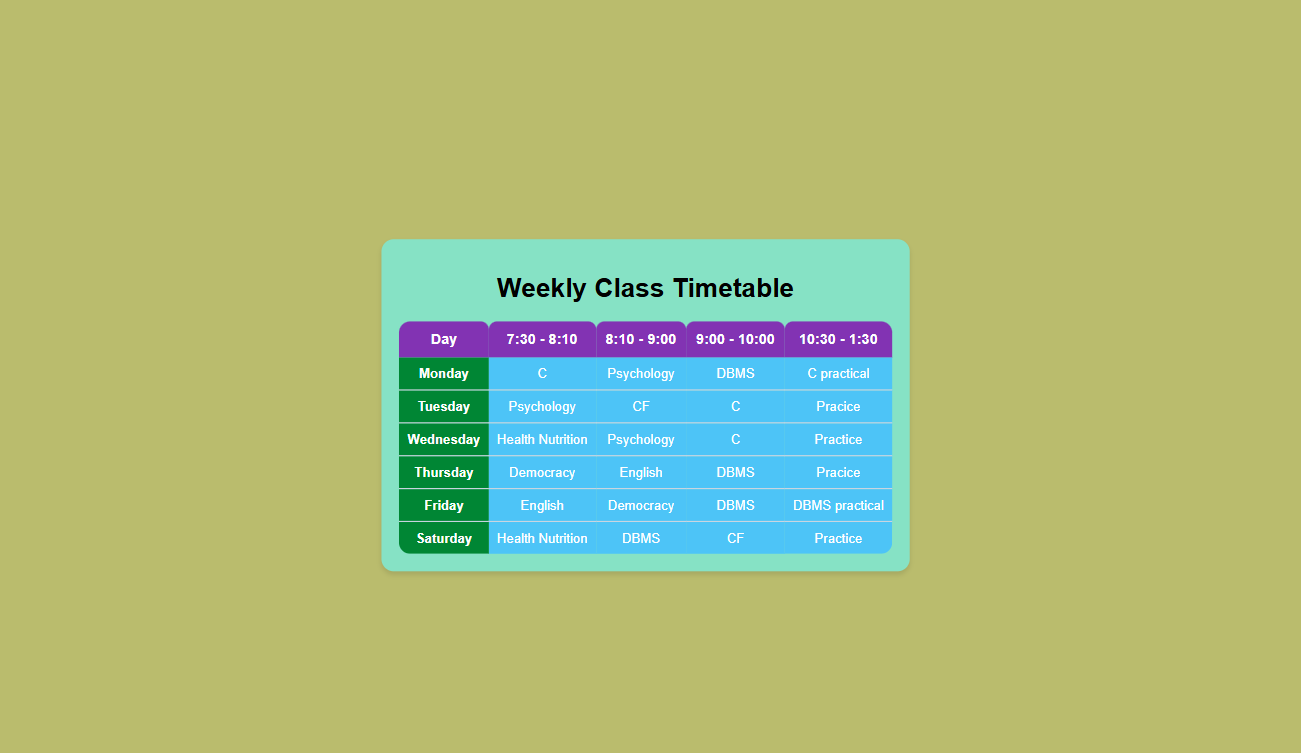 Weekly Class Timetable
Day 7:30 - 8:10 8:10 - 9:00 9:00 - 10:00 10:30 - 1:30
Monday C Psychology DBMS C practical
Tuesday Psychology CF C Pracice
Wednesday Health Nutrition Psychology C Practice
Thursday Democracy English DBMS Pracice
Friday English Democracy DBMS DBMS practical
Saturday Health Nutrition DBMS CF Practice